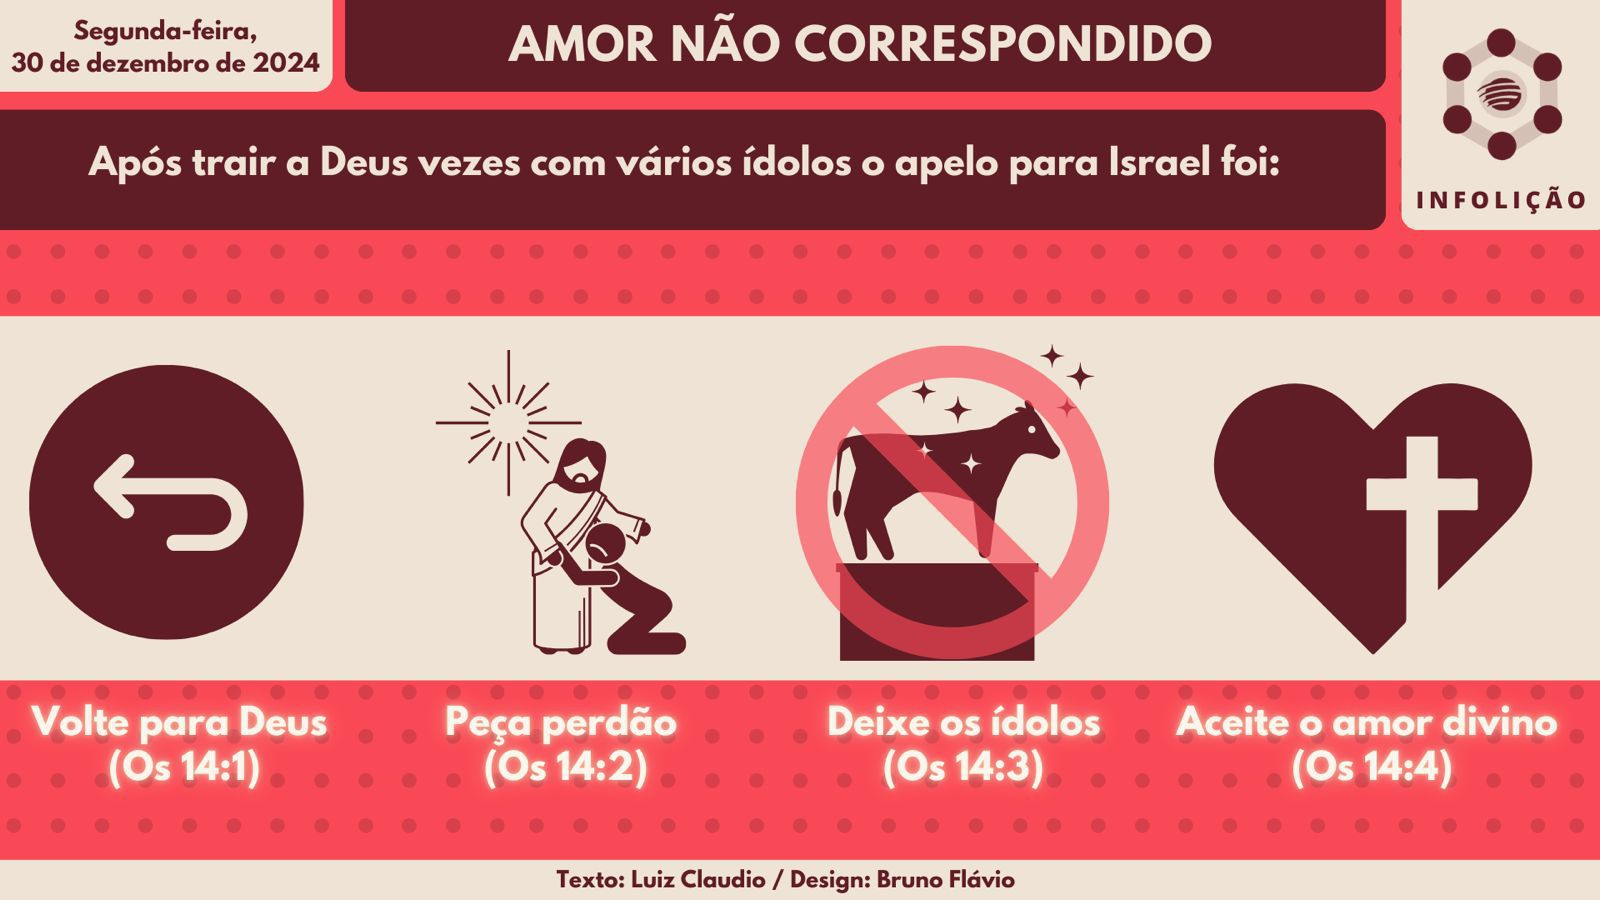 Segunda-feira,
30 de dezembro de 2024
AMOR NÃO CORRESPONDIDO
INFOLIÇÃO
Após trair a Deus vezes com vários ídolos o apelo para Israel foi:
Volte para Deus
(Os 14:1)
Peça perdão
(Os 14:2)
Deixe os ídolos
(Os 14:3)
Aceite o amor divino
(Os 14:4)
Texto: Luiz Claudio / Design: Bruno Flávio